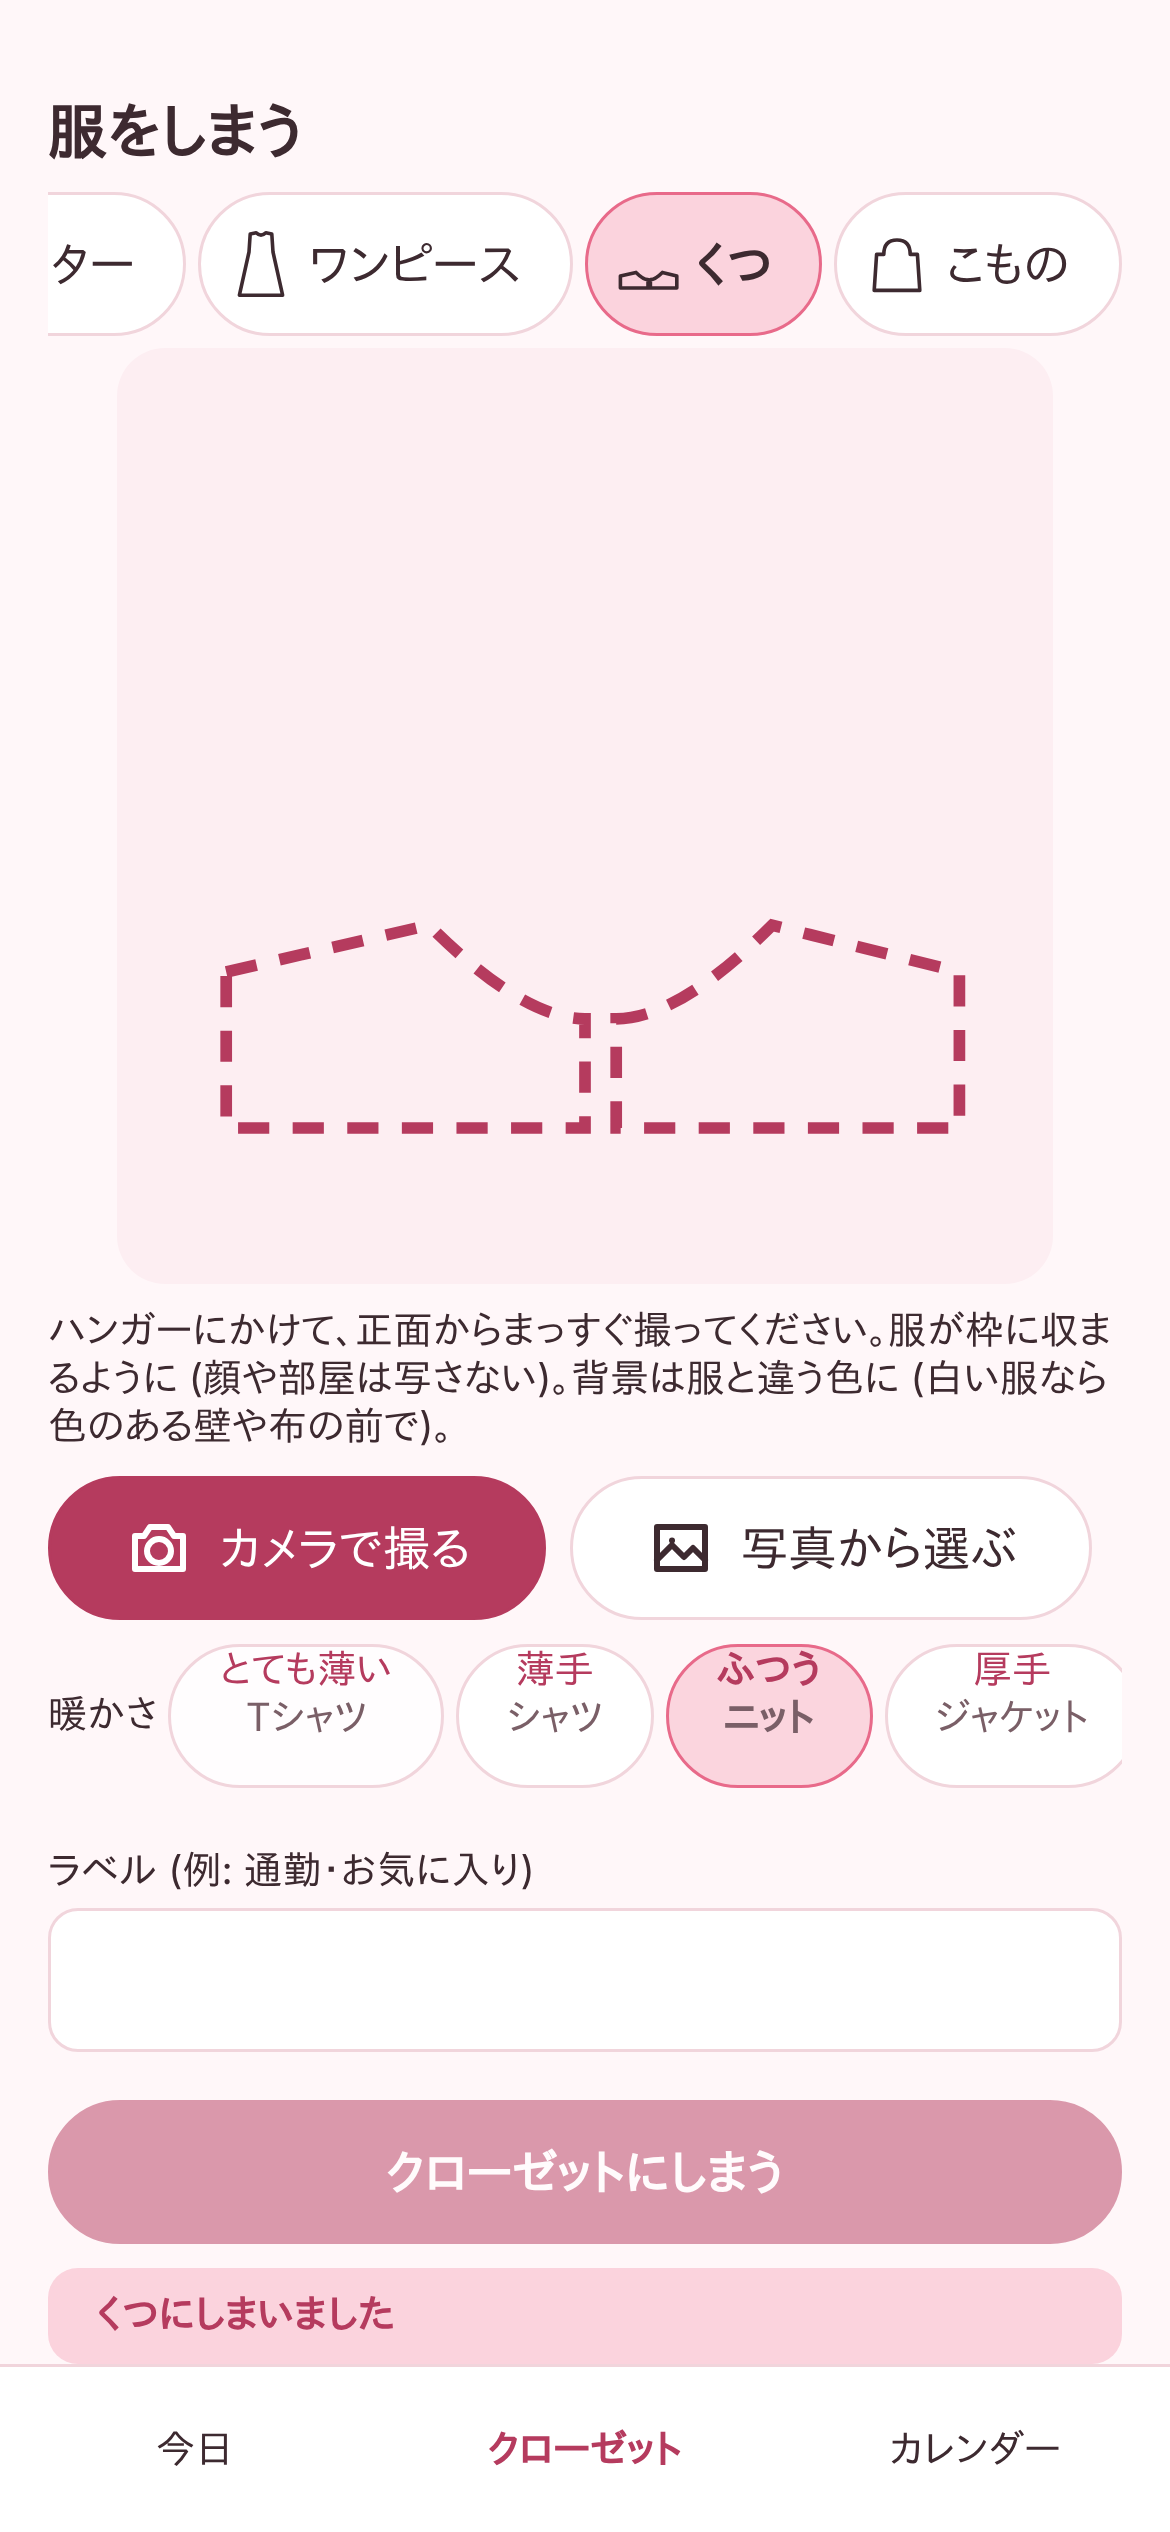 服をしまう
ター ワンピース くつ こもの
ハンガーにかけて、正面からまっすぐ撮ってください。服が枠に収ま
るように (顔や部屋は写さない)。背景は服と違う色に (白い服なら
色のある壁や布の前で)。
カメラで撮る 写真から選ぶ
暖かさ
とても薄い 薄手 ふつう 厚手
Tシャツ シャツ ニット ジャケット
ラベル (例: 通勤･お気に入り)
クローゼットにしまう
くつにしまいました
今日 クローゼット カレンダー